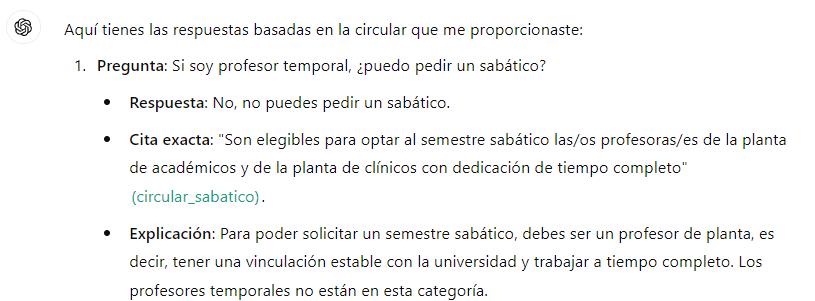 Aquí tienes las respuestas basadas en la circular que me proporcionaste:
1. Pregunta: Si soy profesor temporal, ¿puedo pedir un sabático?
• Respuesta: No, no puedes pedir un sabático.
• Cita exacta: "Son elegibles para optar al semestre sabático las/os profesoras/es de la planta
de académicos y de la planta de clínicos con dedicación de tiempo completo"
(circular_sabatico).
• Explicación: Para poder solicitar un semestre sabático, debes ser un profesor de planta, es
decir, tener una vinculación estable con la universidad y trabajar a tiempo completo. Los
profesores temporales no están en esta categoría.